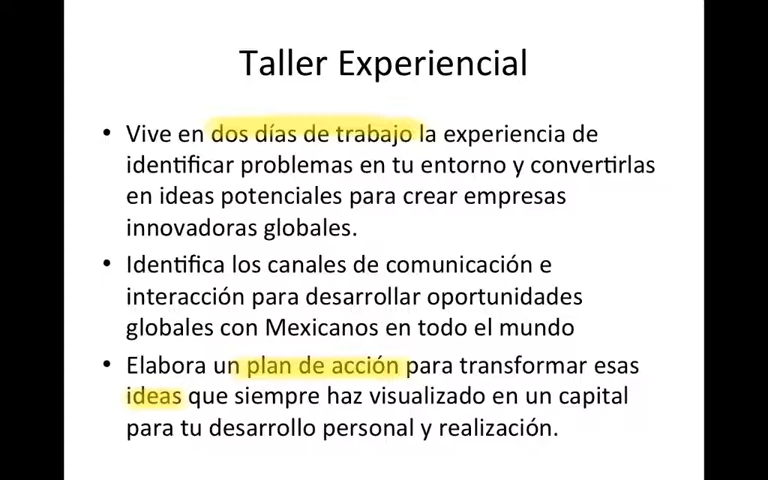 Taller Experiencial
• Vive en dos días de trabajo la experiencia de
identificar problemas en tu entorno y convertirlas
en ideas potenciales para crear empresas
innovadoras globales.
• Identifica los canales de comunicación e
interacción para desarrollar oportunidades
globales con Mexicanos en todo el mundo
• Elabora un plan de acción para transformar esas
ideas que siempre haz visualizado en un capital
para tu desarrollo personal y realización.